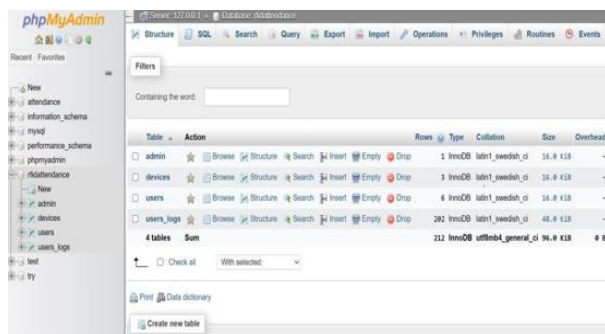 phpMyAdmin
Recent Favorites
New
attendance
information_schema
mysql
performance_schema
phpmyadmin
rfidattendance
New
admin
devices
users
users_logs
test
try
Server: 127.0.0.1 » Database: rfidattendance
Structure SQL Search Query Export Import Operations Privileges Routines Events
Filters
Containing the word:
Table Action Rows Type Collation Size Overhead
admin Browse Structure Search Insert Empty Drop 1 InnoDB latin1_swedish_ci 16.0 KiB -
devices Browse Structure Search Insert Empty Drop 3 InnoDB latin1_swedish_ci 16.0 KiB -
users Browse Structure Search Insert Empty Drop 6 InnoDB latin1_swedish_ci 16.0 KiB -
users_logs Browse Structure Search Insert Empty Drop 202 InnoDB latin1_swedish_ci 48.0 KiB -
4 tables Sum 212 InnoDB utf8mb4_general_ci 96.0 KiB 0 B
Check all With selected:
Print Data dictionary
Create new table